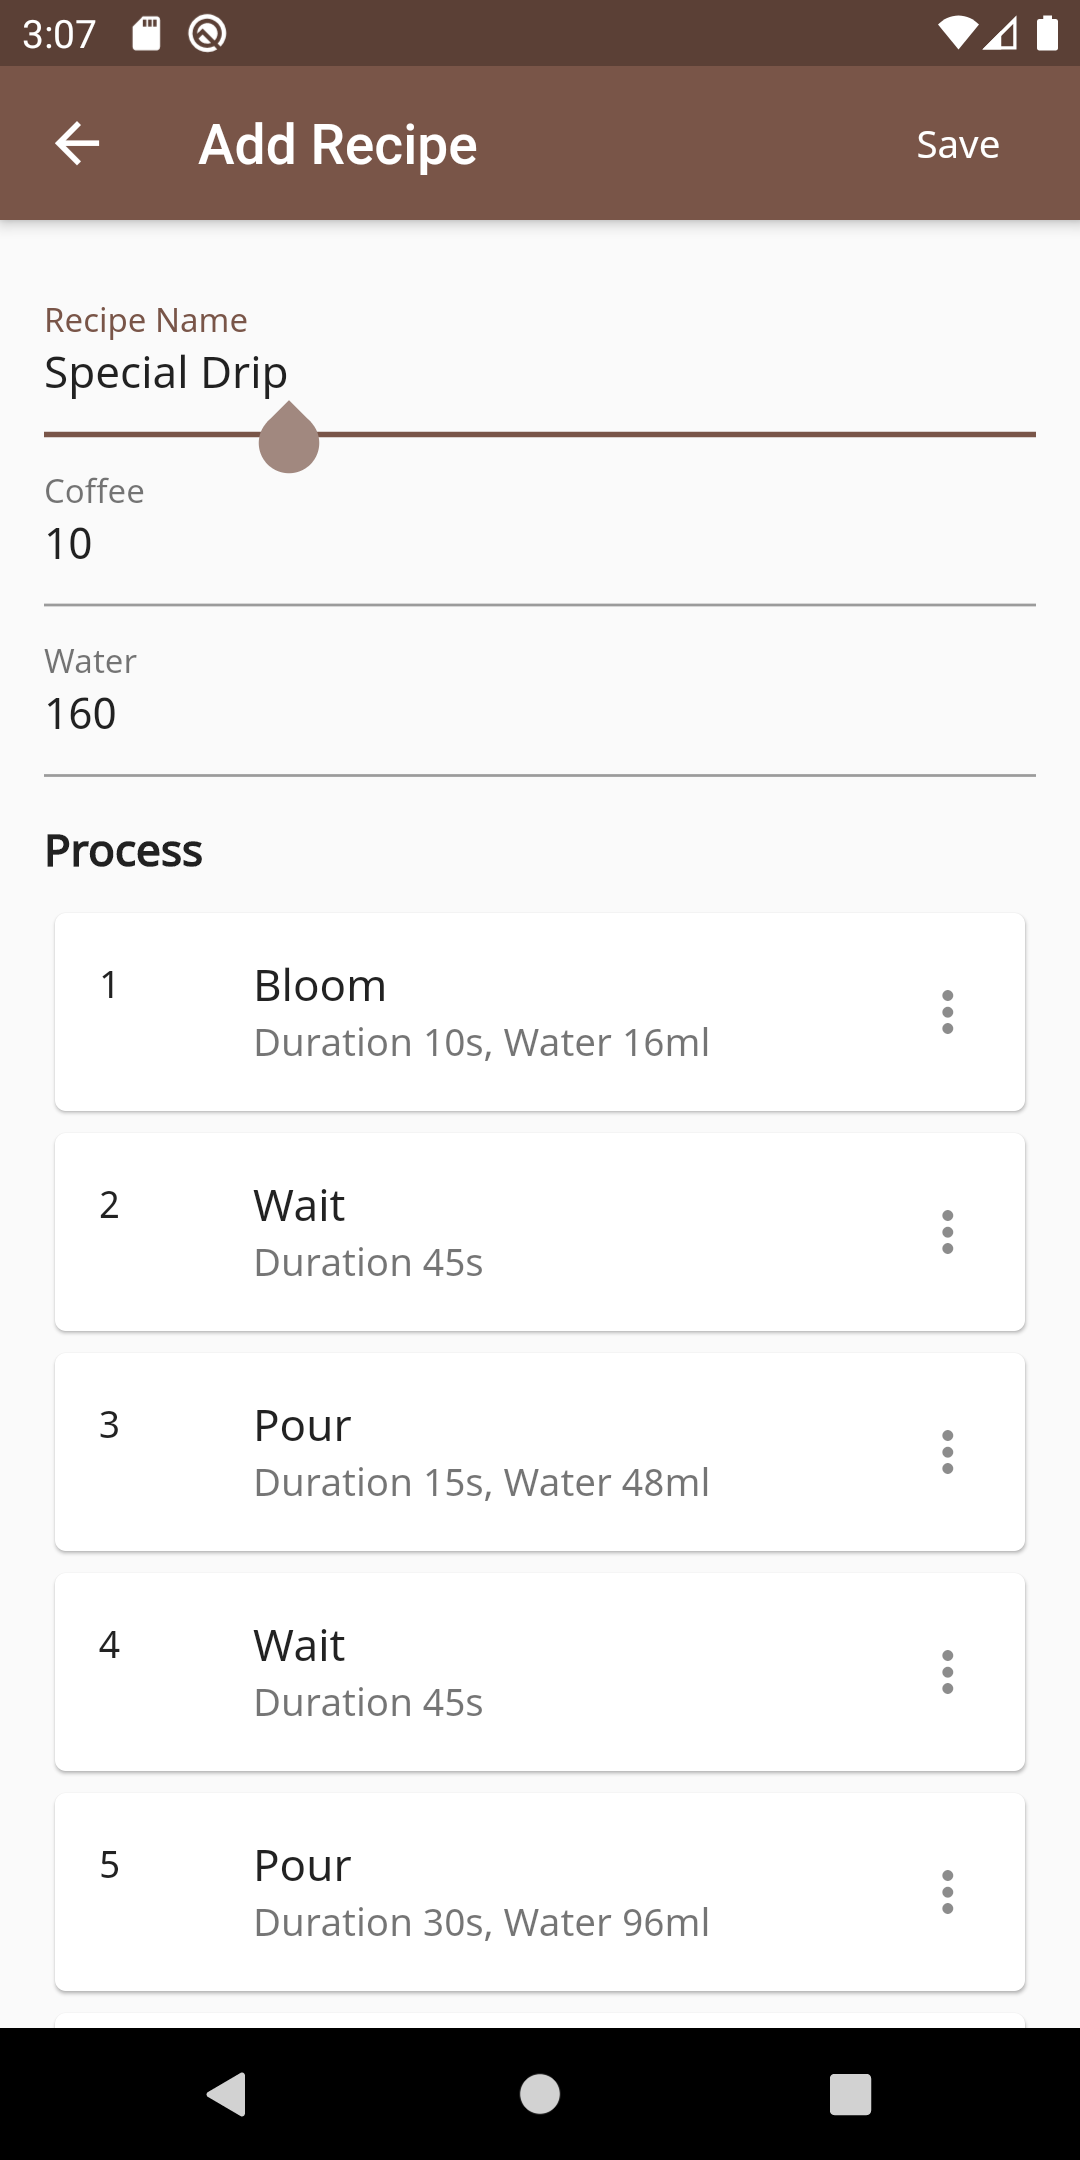 3:07
Add Recipe
Save
Recipe Name
Special Drip
Coffee
10
Water
160
Process
1
Bloom
Duration 10s, Water 16ml
2
Wait
Duration 45s
3
Pour
Duration 15s, Water 48ml
4
Wait
Duration 45s
5
Pour
Duration 30s, Water 96ml